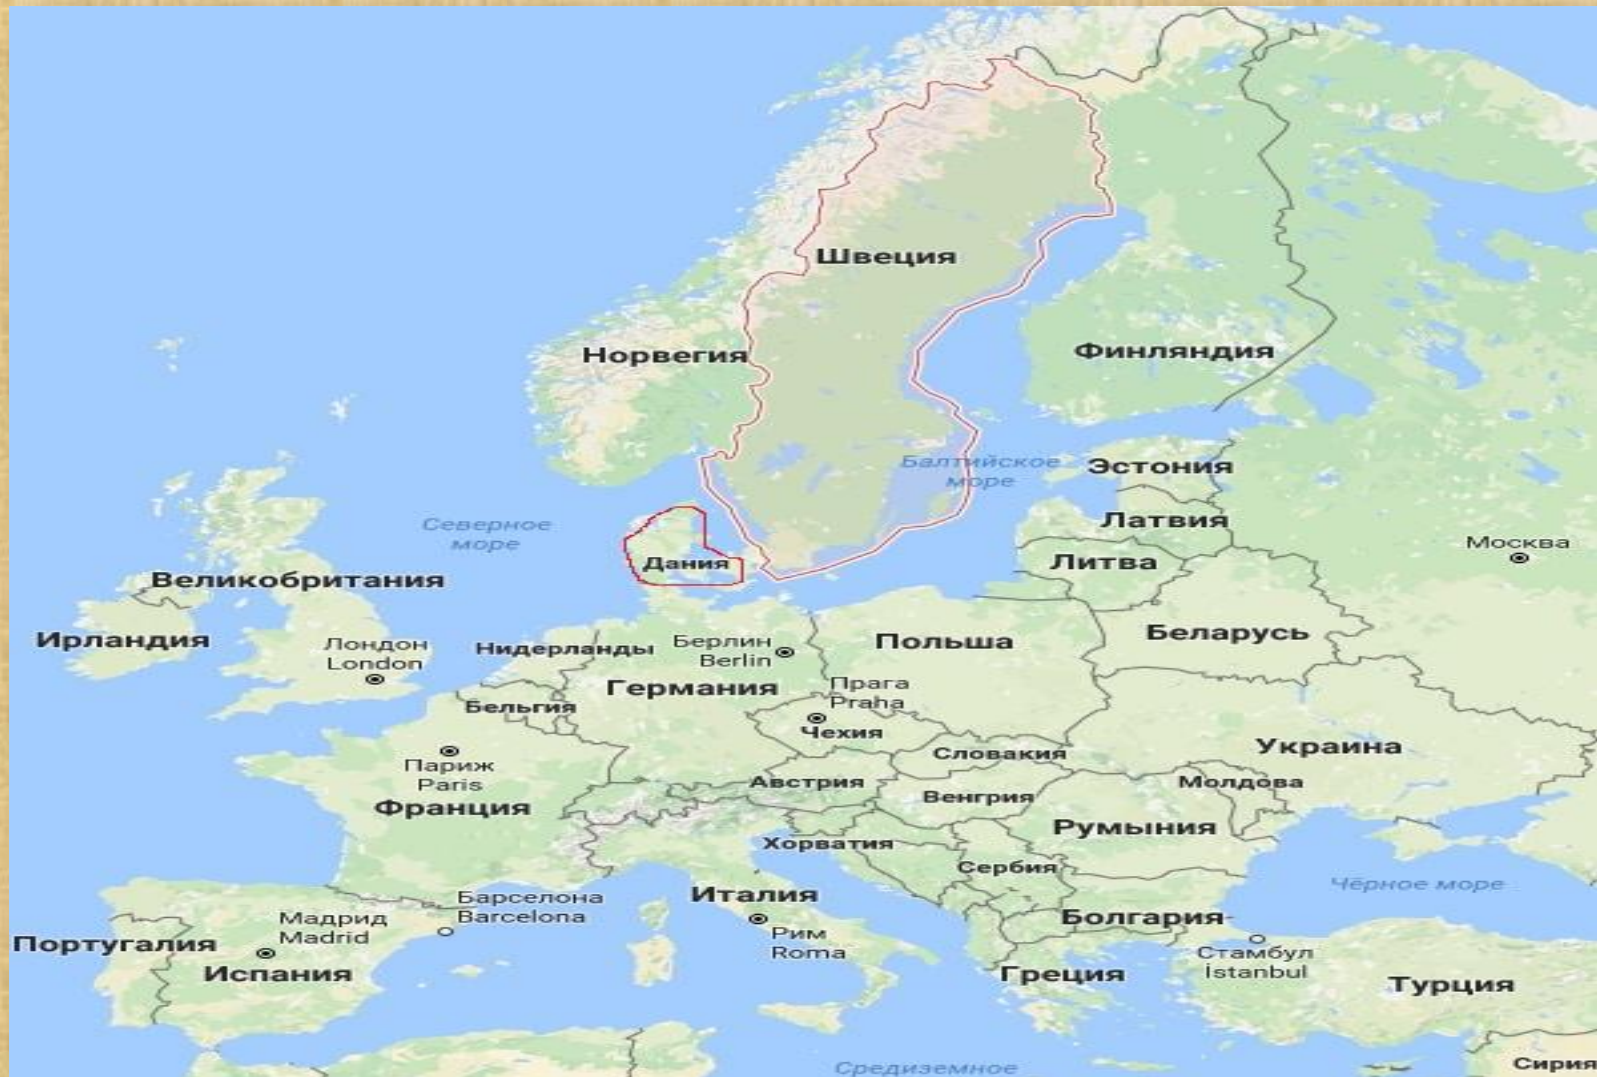 Швеция
Норвегия
Финляндия
Балтийское
море
Эстония
Северное
море
Латвия
Москва
Дания
Литва
Великобритания
Ирландия
Лондон
London
Нидерланды
Берлин
Berlin
Польша
Беларусь
Германия
Прага
Praha
Бельгия
Чехия
Париж
Paris
Словакия
Украина
Австрия
Молдова
Венгрия
Франция
Румыния
Хорватия
Сербия
Чёрное море
Барселона
Barcelona
Италия
Мадрид
Madrid
Болгария
Рим
Roma
Португалия
Испания
Стамбул
İstanbul
Греция
Турция
Средиземное
Сирия